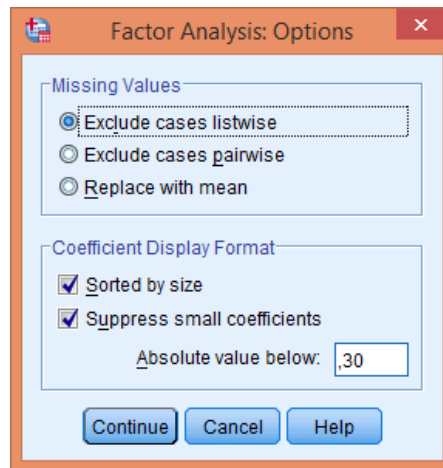 Factor Analysis: Options
Missing Values
Exclude cases listwise
Exclude cases pairwise
Replace with mean
Coefficient Display Format
Sorted by size
Suppress small coefficients
Absolute value below: ,30
Continue Cancel Help